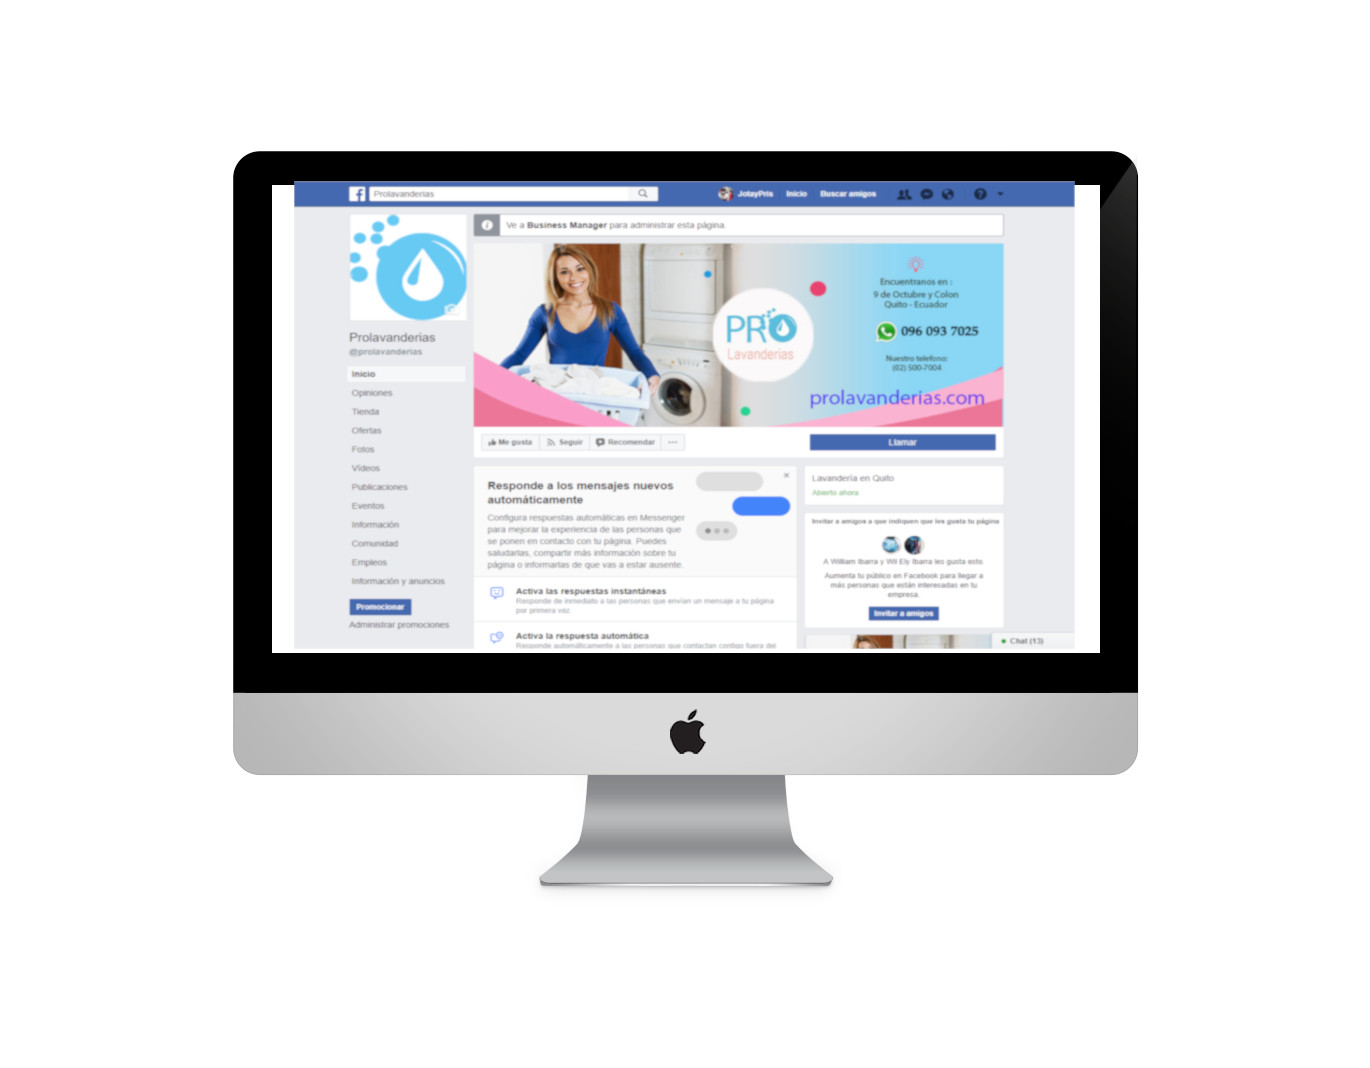 Prolavanderias
JotayPris
Inicio
Buscar amigos
Ve a Business Manager para administrar esta página.
Prolavanderias
@prolavanderias
Inicio
Opiniones
Tienda
Ofertas
Fotos
Vídeos
Publicaciones
Eventos
Información
Comunidad
Empleos
Información y anuncios
Promocionar
Administrar promociones
PRO
Lavanderias
Encuentranos en :
9 de Octubre y Colon
Quito - Ecuador
096 093 7025
Nuestro telefono:
(02) 500-7004
prolavanderias.com
Me gusta
Seguir
Recomendar
Llamar
Responde a los mensajes nuevos
automáticamente
Configura respuestas automáticas en Messenger
para mejorar la experiencia de las personas que
se ponen en contacto con tu página. Puedes
saludarlas, compartir más información sobre tu
página o informarlas de que vas a estar ausente.
Activa las respuestas instantáneas
Responde de inmediato a las personas que envían un mensaje a tu página
por primera vez
Activa la respuesta automática
Responde automáticamente a las personas que contactan contigo fuera del
Lavandería en Quito
Abierto ahora
Invitar a amigos a que indiquen que les gusta tu página
A William Ibarra y Wil Ely Ibarra les gusta esto.
Aumenta tu público en Facebook para llegar a
más personas que están interesadas en tu
empresa.
Invitar a amigos
Chat (13)